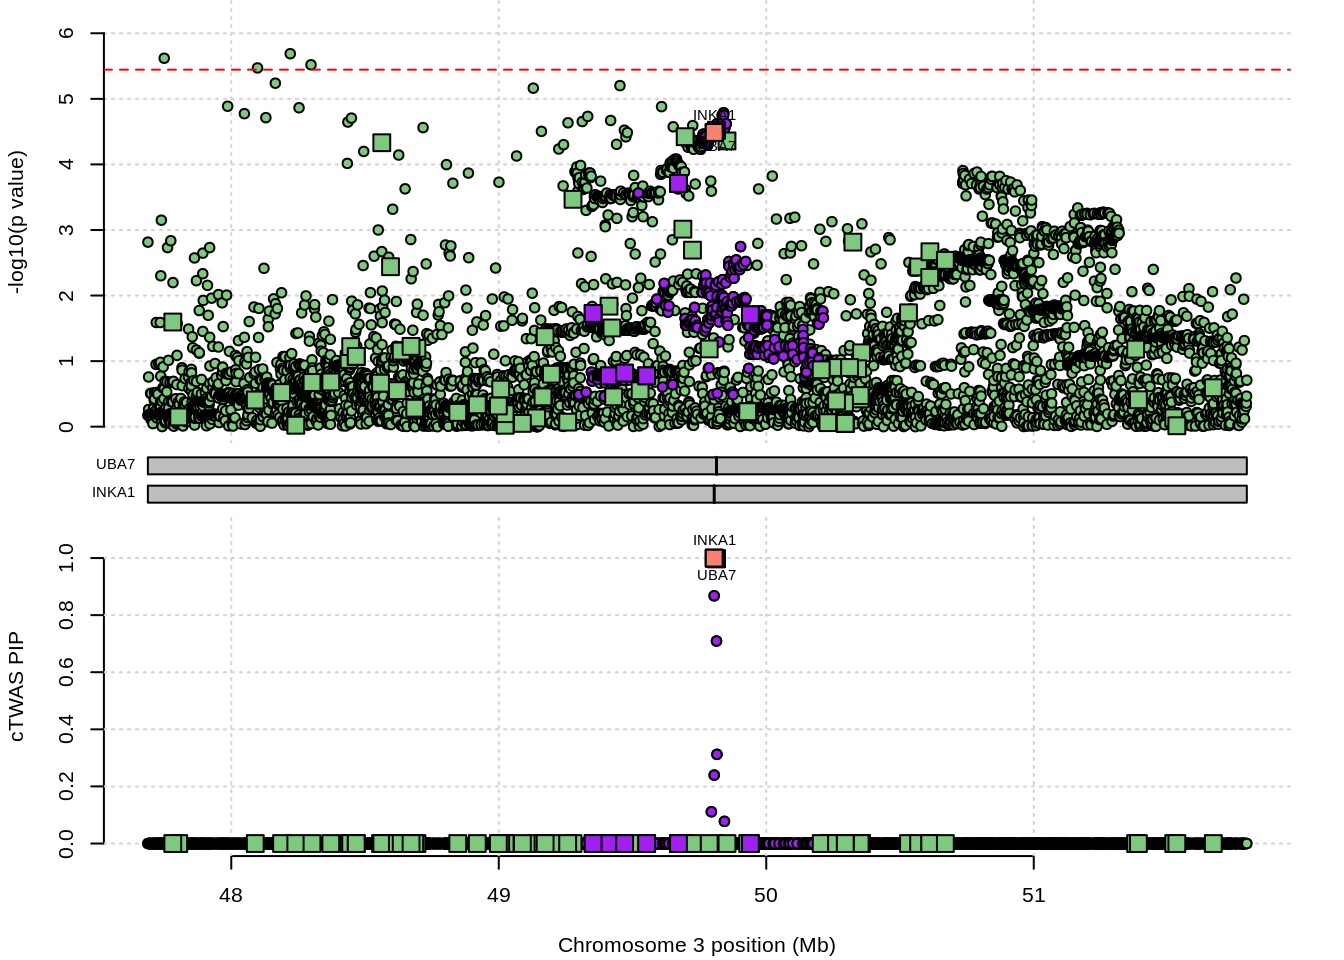 6
5
4
3
2
1
0
-log10(p value)
INKA1
UBA7
UBA7
INKA1
INKA1
UBA7
1.0
0.8
0.6
0.4
0.2
0.0
cTWAS PIP
48 49 50 51
Chromosome 3 position (Mb)